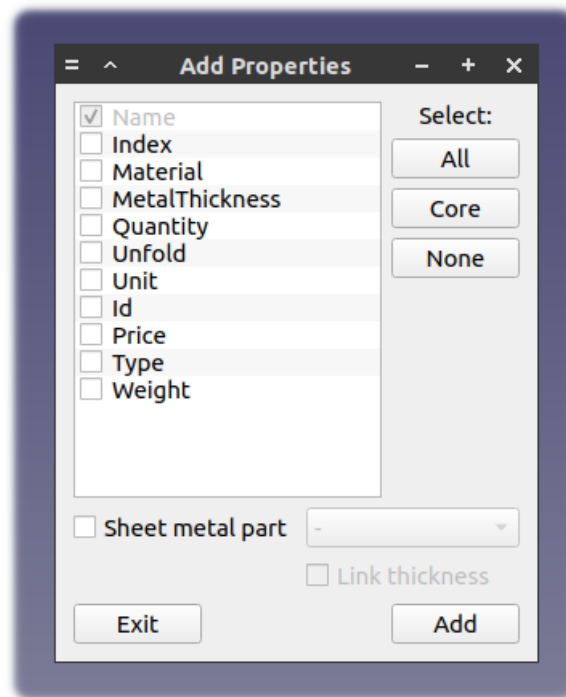 Add Properties
Name
Index
Material
MetalThickness
Quantity
Unfold
Unit
Id
Price
Type
Weight
Select:
All
Core
None
Sheet metal part
-
Link thickness
Exit
Add